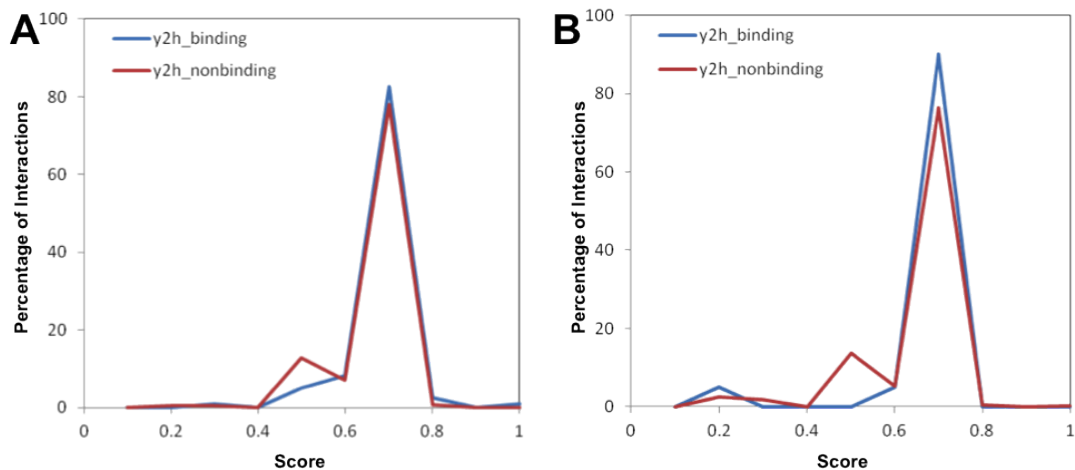 A
y2h_binding
y2h_nonbinding
Percentage of Interactions
100
80
60
40
20
0
0 0.2 0.4 0.6 0.8 1
Score
B
y2h_binding
y2h_nonbinding
Percentage of Interactions
100
80
60
40
20
0
0 0.2 0.4 0.6 0.8 1
Score